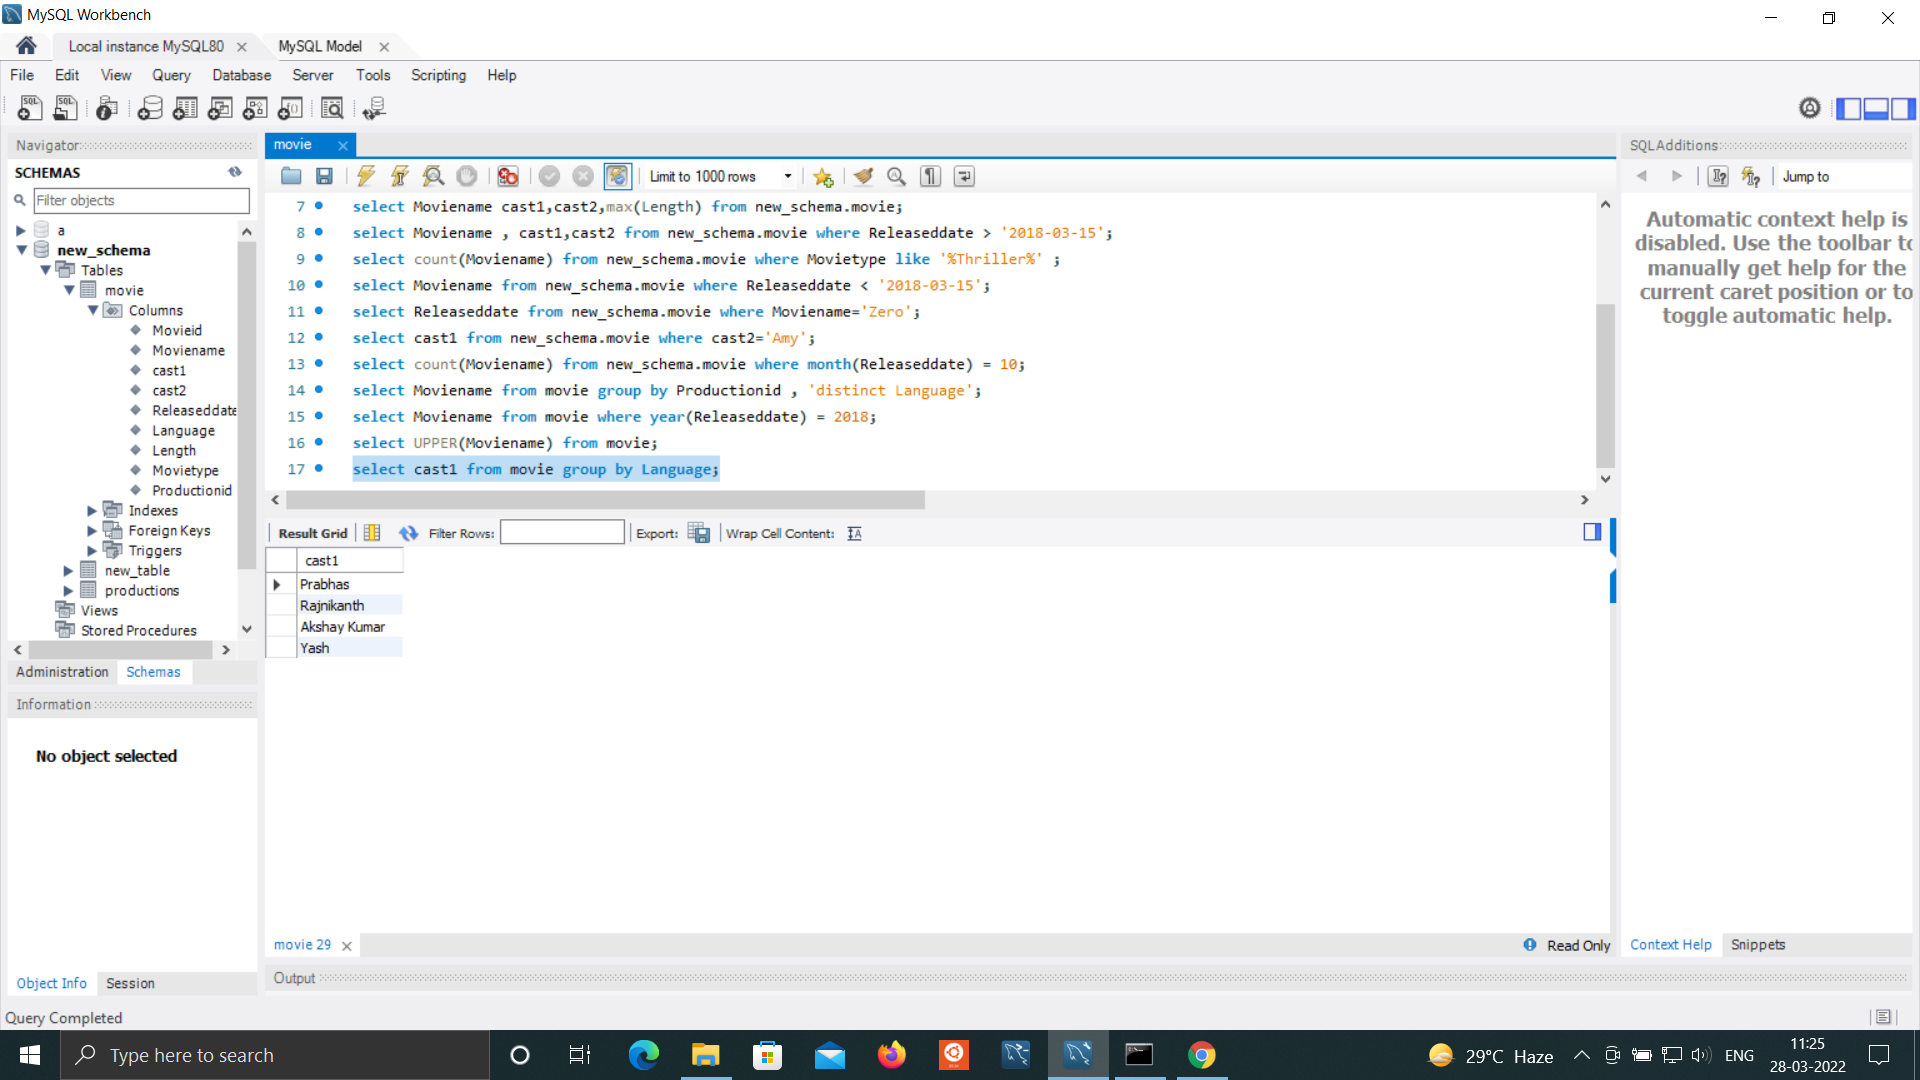 MySQL Workbench
Local instance MySQL80
MySQL Model
File Edit View Query Database Server Tools Scripting Help
Navigator
SCHEMAS
Filter objects
a
new_schema
Tables
movie
Columns
Movieid
Moviename
cast1
cast2
Releaseddate
Language
Length
Movietype
Productionid
Indexes
Foreign Keys
Triggers
new_table
productions
Views
Stored Procedures
Administration Schemas
Information
No object selected
Object Info Session
movie
Limit to 1000 rows
7 select Moviename cast1,cast2,max(Length) from new_schema.movie;
8 select Moviename , cast1,cast2 from new_schema.movie where Releaseddate > '2018-03-15';
9 select count(Moviename) from new_schema.movie where Movietype like '%Thriller%' ;
10 select Moviename from new_schema.movie where Releaseddate < '2018-03-15';
11 select Releaseddate from new_schema.movie where Moviename='Zero';
12 select cast1 from new_schema.movie where cast2='Amy';
13 select count(Moviename) from new_schema.movie where month(Releaseddate) = 10;
14 select Moviename from movie group by Productionid , 'distinct Language';
15 select Moviename from movie where year(Releaseddate) = 2018;
16 select UPPER(Moviename) from movie;
17 select cast1 from movie group by Language;
Result Grid Filter Rows: Export: Wrap Cell Content:
cast1
Prabhas
Rajnikanth
Akshay Kumar
Yash
movie 29
Read Only
Output
SQLAdditions
Jump to
Automatic context help is
disabled. Use the toolbar to
manually get help for the
current caret position or to
toggle automatic help.
Context Help Snippets
Query Completed
Type here to search
29°C Haze
ENG
11:25
28-03-2022